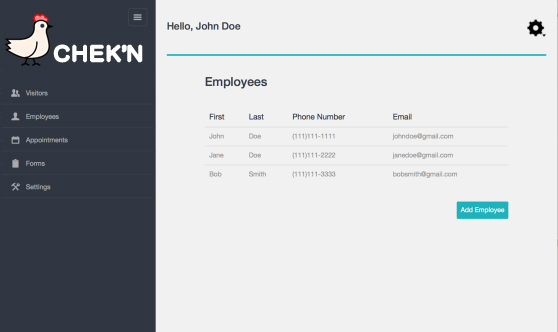 CHEK'N
Visitors
Employees
Appointments
Forms
Settings
Hello, John Doe
Employees
First Last Phone Number Email
John Doe (111)111-1111 johndoe@gmail.com
Jane Doe (111)111-2222 janedoe@gmail.com
Bob Smith (111)111-3333 bobsmith@gmail.com
Add Employee